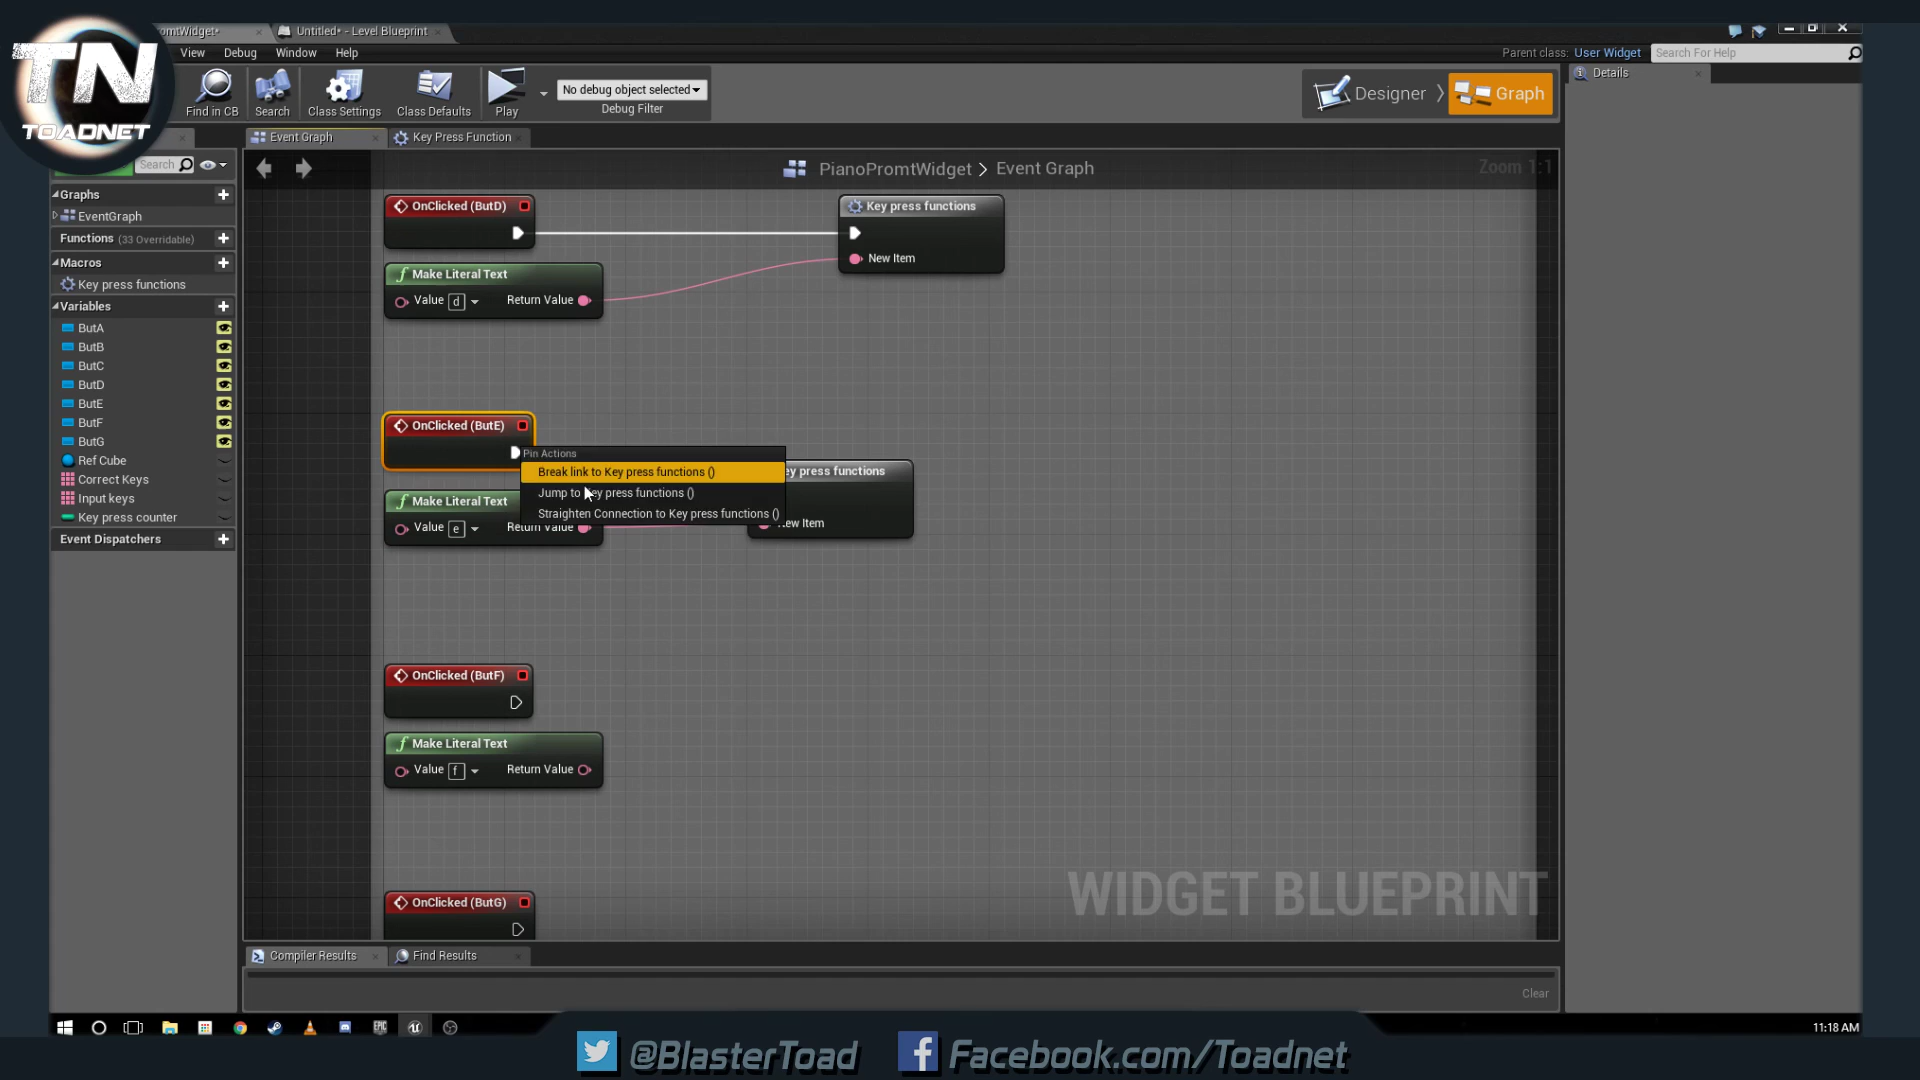 TN
TOADNET
omtWidget*
Untitled* - Level Blueprint
View Debug Window Help
Parent class: User Widget
Search For Help
Find in CB
Search
Class Settings
Class Defaults
Play
No debug object selected
Debug Filter
Designer
Graph
Details
Event Graph
Key Press Function
Search
PianoPromtWidget > Event Graph
Zoom 1:1
Graphs
EventGraph
Functions (33 Overridable)
Macros
Key press functions
Variables
ButA
ButB
ButC
ButD
ButE
ButF
ButG
Ref Cube
Correct Keys
Input keys
Key press counter
Event Dispatchers
OnClicked (ButD)
Key press functions
New Item
Make Literal Text
Value d Return Value
OnClicked (ButE)
Pin Actions
Break link to Key press functions ()
Jump to Key press functions ()
Straighten Connection to Key press functions ()
ey press functions
New Item
Make Literal Text
Value e Return Value
OnClicked (ButF)
Make Literal Text
Value f Return Value
OnClicked (ButG)
WIDGET BLUEPRINT
Compiler Results
Find Results
Clear
EPIC
11:18 AM
@BlasterToad
Facebook.com/Toadnet